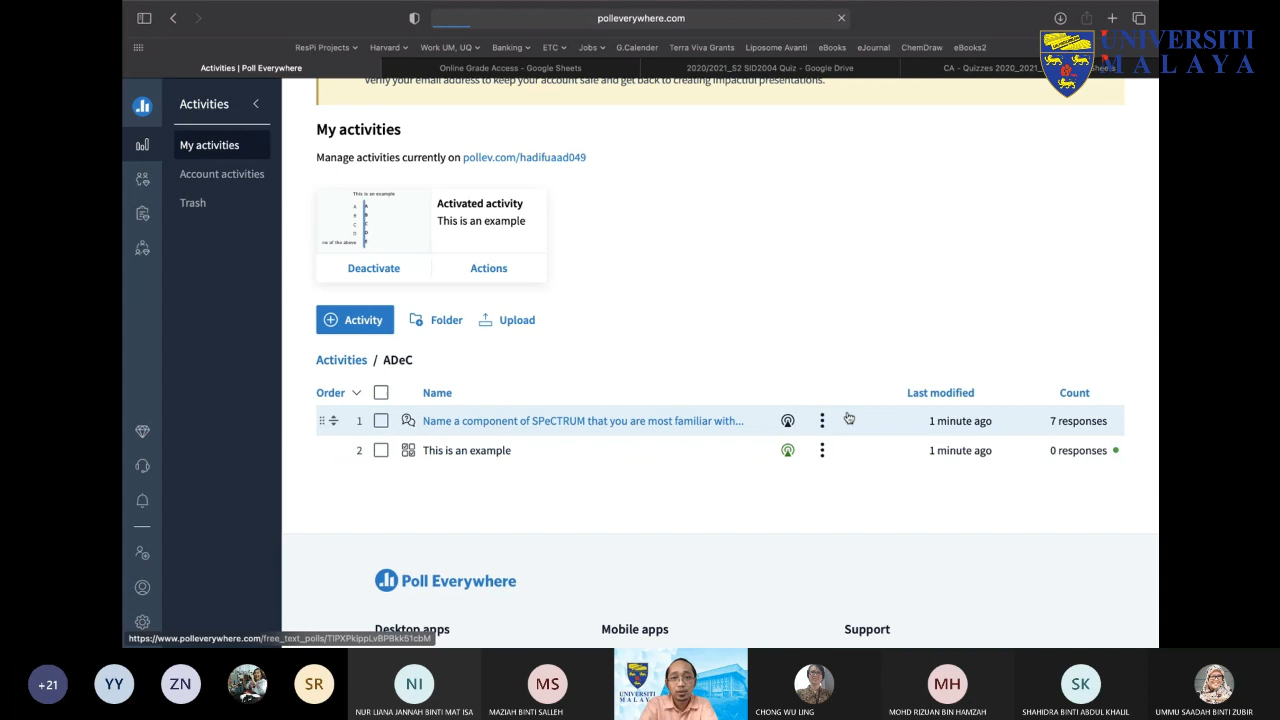 polleverywhere.com
ResPi Projects
Harvard
Work UM, UQ
Banking
ETC
Jobs
G.Calender
Terra Viva Grants
Liposome Avanti
eBooks
eJournal
ChemDraw
eBooks2
UNIVERSITI
MALAYA
Activities | Poll Everywhere
Online Grade Access - Google Sheets
2020/2021_S2 SID2004 Quiz - Google Drive
CA - Quizzes 2020_2021
verify your email address to keep your account safe and get back to creating impactful presentations.
Activities
My activities
Account activities
Trash
My activities
Manage activities currently on pollev.com/hadifuaad049
This is an example
A A
B B
C C
D D
E
Activated activity
This is an example
Deactivate
Actions
Activity
Folder
Upload
Activities / ADeC
Order
Name
Last modified
Count
1 Name a component of SPeCTRUM that you are most familiar with... 1 minute ago 7 responses
2 This is an example 1 minute ago 0 responses
Poll Everywhere
Desktop apps
Mobile apps
Support
+21
YY
ZN
SR
NI
MS
UNIVERSITI
MALAYA
MH
SK
NUR LIANA JANNAH BINTI MAT ISA
MAZIAH BINTI SALLEH
CHONG WU LING
MOHD RIZUAN BIN HAMZAH
SHAHIDRA BINTI ABDUL KHALIL
UMMU SAADAH BINTI ZUBIR